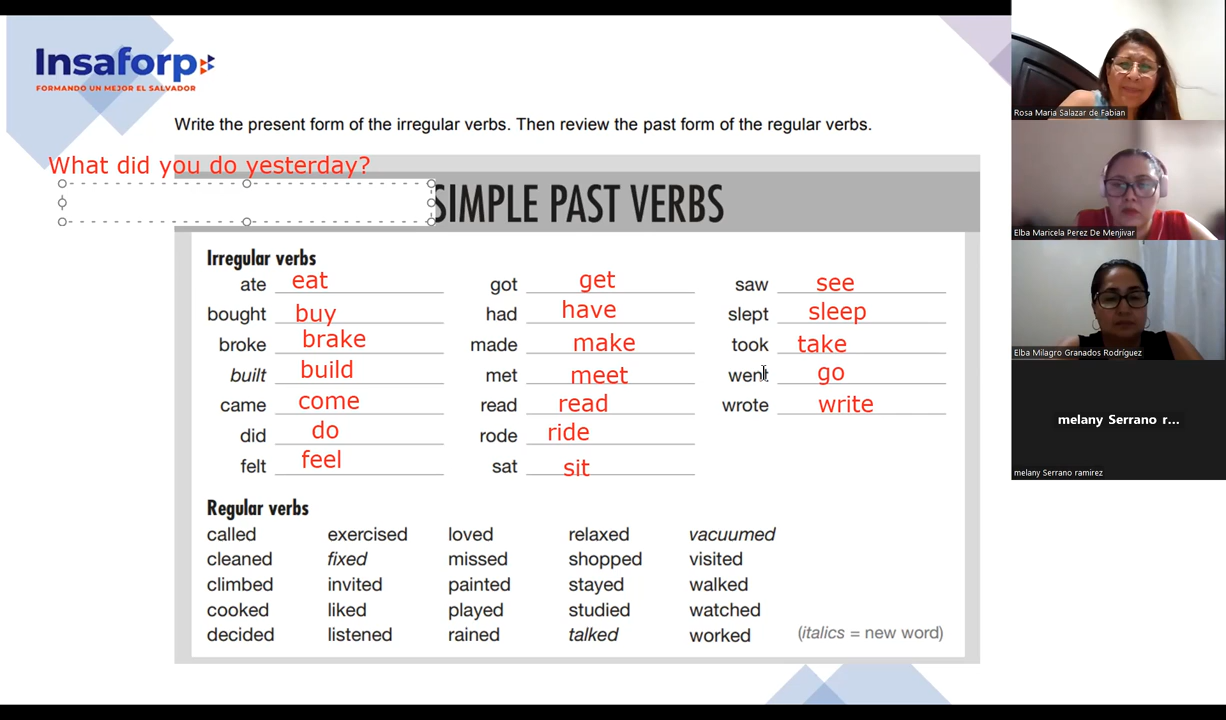 Insaforp
FORMANDO UN MEJOR EL SALVADOR
Write the present form of the irregular verbs. Then review the past form of the regular verbs.
What did you do yesterday?
SIMPLE PAST VERBS
Irregular verbs
ate eat
bought buy
broke brake
built build
came come
did do
felt feel
got get
had have
made make
met meet
read read
rode ride
sat sit
saw see
slept sleep
took take
went go
wrote write
Regular verbs
called exercised loved relaxed vacuumed
cleaned fixed missed shopped visited
climbed invited painted stayed walked
cooked liked played studied watched
decided listened rained talked worked
(italics = new word)
Rosa Maria Salazar de Fabian
Elba Maricela Perez De Menjivar
Elba Milagro Granados Rodríguez
melany Serrano r...
melany Serrano ramirez